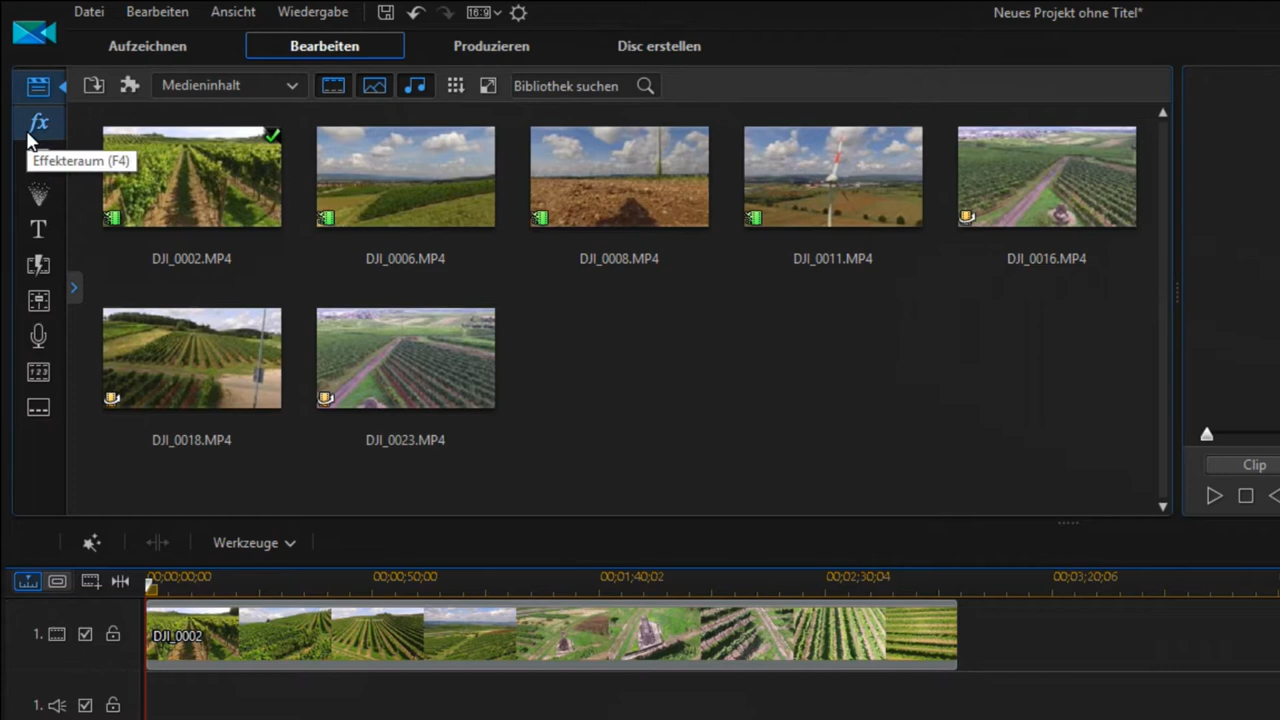 Datei Bearbeiten Ansicht Wiedergabe 16:9 Neues Projekt ohne Titel*
Aufzeichnen Bearbeiten Produzieren Disc erstellen
Medieninhalt Bibliothek suchen
fx
Effekteraum (F4)
T
DJI_0002.MP4 DJI_0006.MP4 DJI_0008.MP4 DJI_0011.MP4 DJI_0016.MP4
DJI_0018.MP4 DJI_0023.MP4
Clip
Werkzeuge
00;00;00;00 00;00;50;00 00;01;40;02 00;02;30;04 00;03;20;06
1. DJI_0002
1.